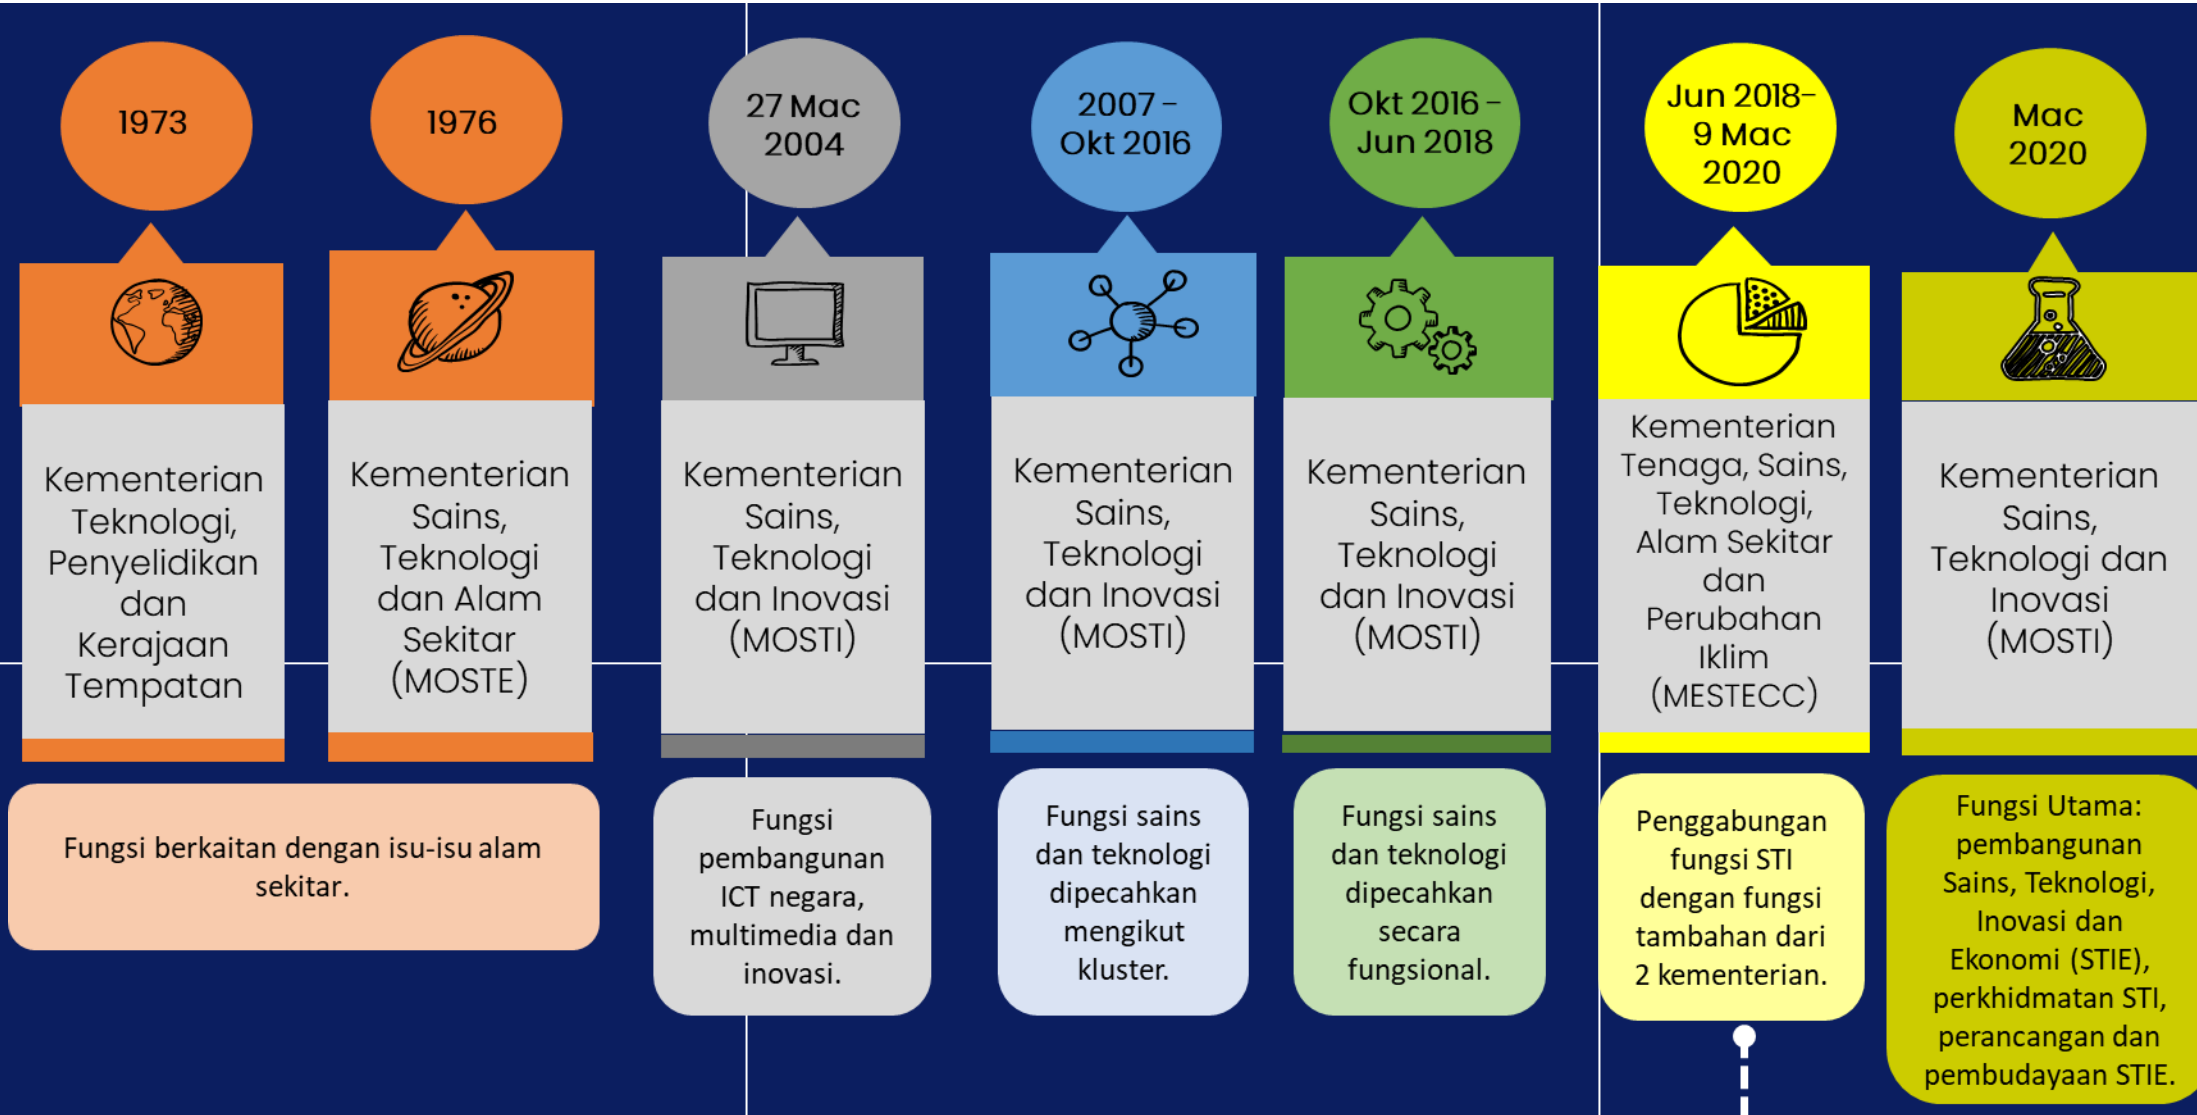 1973
Kementerian
Teknologi,
Penyelidikan
dan
Kerajaan
Tempatan
1976
Kementerian
Sains,
Teknologi
dan Alam
Sekitar
(MOSTE)
Fungsi berkaitan dengan isu-isu alam
sekitar.
27 Mac
2004
Kementerian
Sains,
Teknologi
dan Inovasi
(MOSTI)
Fungsi
pembangunan
ICT negara,
multimedia dan
inovasi.
2007 –
Okt 2016
Kementerian
Sains,
Teknologi
dan Inovasi
(MOSTI)
Fungsi sains
dan teknologi
dipecahkan
mengikut
kluster.
Okt 2016 –
Jun 2018
Kementerian
Sains,
Teknologi
dan Inovasi
(MOSTI)
Fungsi sains
dan teknologi
dipecahkan
secara
fungsional.
Jun 2018–
9 Mac
2020
Kementerian
Tenaga, Sains,
Teknologi,
Alam Sekitar
dan
Perubahan
Iklim
(MESTECC)
Penggabungan
fungsi STI
dengan fungsi
tambahan dari
2 kementerian.
Mac
2020
Kementerian
Sains,
Teknologi dan
Inovasi
(MOSTI)
Fungsi Utama:
pembangunan
Sains, Teknologi,
Inovasi dan
Ekonomi (STIE),
perkhidmatan STI,
perancangan dan
pembudayaan STIE.